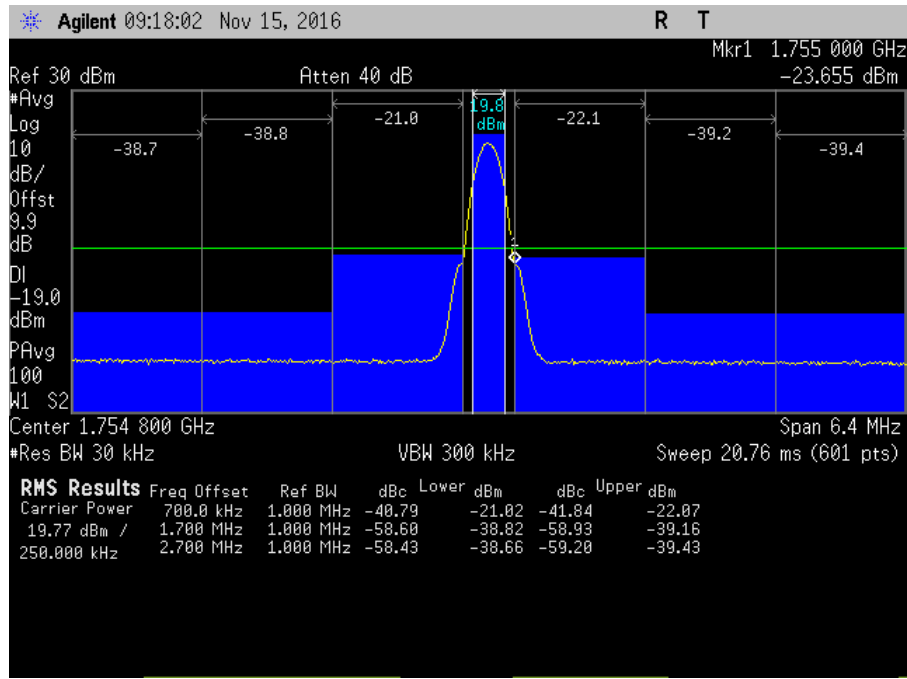 Agilent 09:18:02 Nov 15, 2016 R T
Mkr1 1.755 000 GHz
Ref 30 dBm Atten 40 dB -23.655 dBm
#Avg
Log
10
dB/
Offst
9.9
dB
DI
-19.0
dBm
PAvg
100
W1 S2
-38.7
-38.8
-21.0
19.8
dBm
-22.1
-39.2
-39.4
1
Center 1.754 800 GHz Span 6.4 MHz
#Res BW 30 kHz VBW 300 kHz Sweep 20.76 ms (601 pts)
RMS Results Freq Offset Ref BW dBc Lower dBm dBc Upper dBm
Carrier Power 700.0 kHz 1.000 MHz -40.79 -21.02 -41.84 -22.07
19.77 dBm / 1.700 MHz 1.000 MHz -58.60 -38.82 -58.93 -39.16
250.000 kHz 2.700 MHz 1.000 MHz -58.43 -38.66 -59.20 -39.43